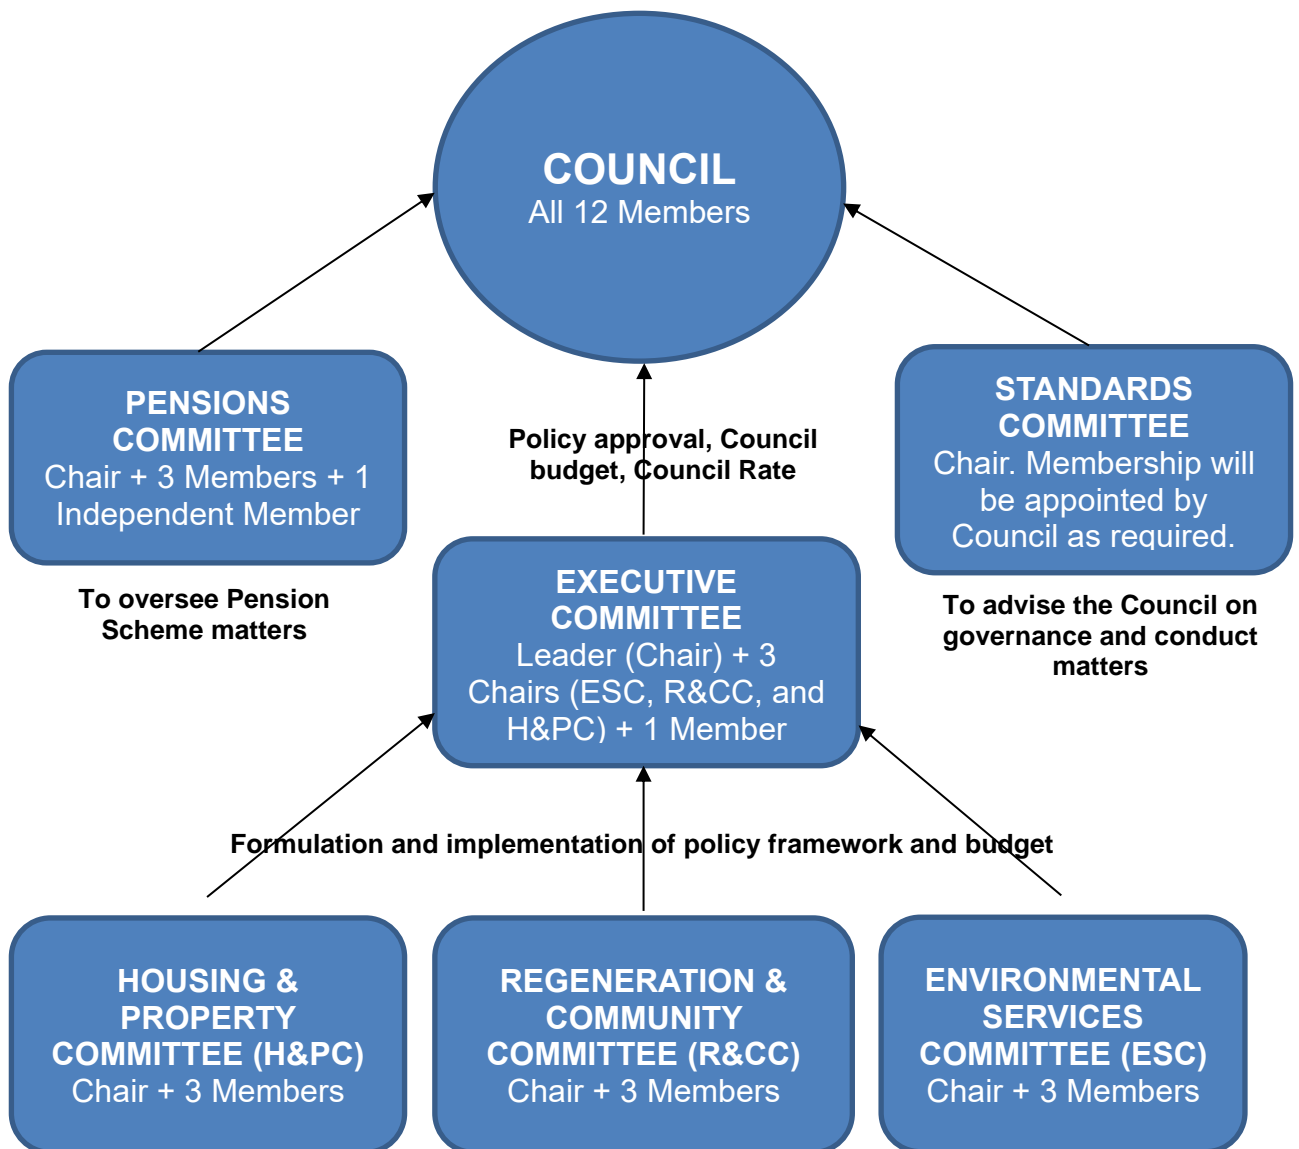 COUNCIL
All 12 Members
PENSIONS
COMMITTEE
Chair + 3 Members + 1
Independent Member
Policy approval, Council
budget, Council Rate
STANDARDS
COMMITTEE
Chair. Membership will
be appointed by
Council as required.
To oversee Pension
Scheme matters
EXECUTIVE
COMMITTEE
Leader (Chair) + 3
Chairs (ESC, R&CC, and
H&PC) + 1 Member
To advise the Council on
governance and conduct
matters
Formulation and implementation of policy framework and budget
HOUSING &
PROPERTY
COMMITTEE (H&PC)
Chair + 3 Members
REGENERATION &
COMMUNITY
COMMITTEE (R&CC)
Chair + 3 Members
ENVIRONMENTAL
SERVICES
COMMITTEE (ESC)
Chair + 3 Members